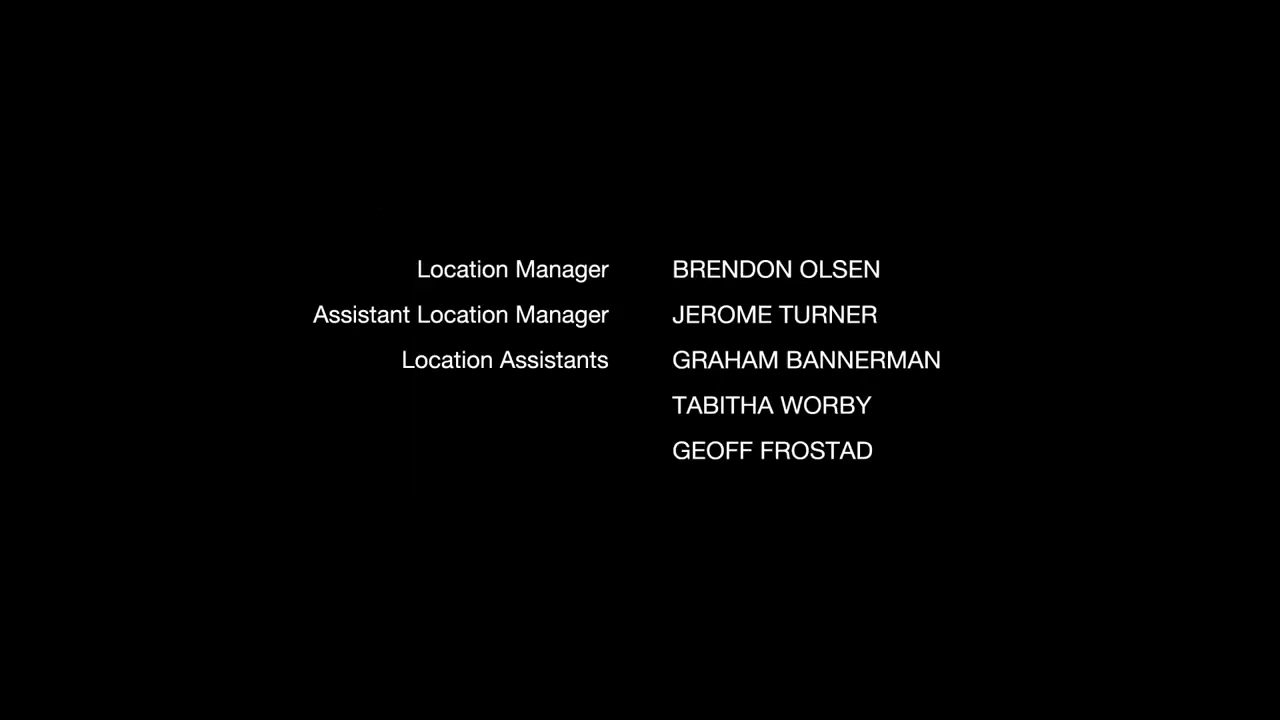 Location Manager BRENDON OLSEN
Assistant Location Manager JEROME TURNER
Location Assistants GRAHAM BANNERMAN
TABITHA WORBY
GEOFF FROSTAD